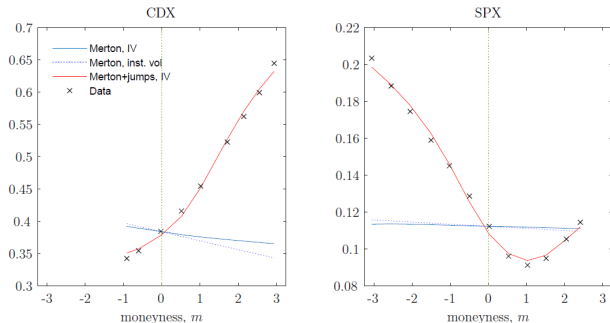 CDX
0.7
0.65
0.6
0.55
0.5
0.45
0.4
0.35
0.3
Merton, IV
Merton, inst. vol
Merton+jumps, IV
Data
-3 -2 -1 0 1 2 3
moneyness, m
SPX
0.22
0.2
0.18
0.16
0.14
0.12
0.1
0.08
-3 -2 -1 0 1 2 3
moneyness, m